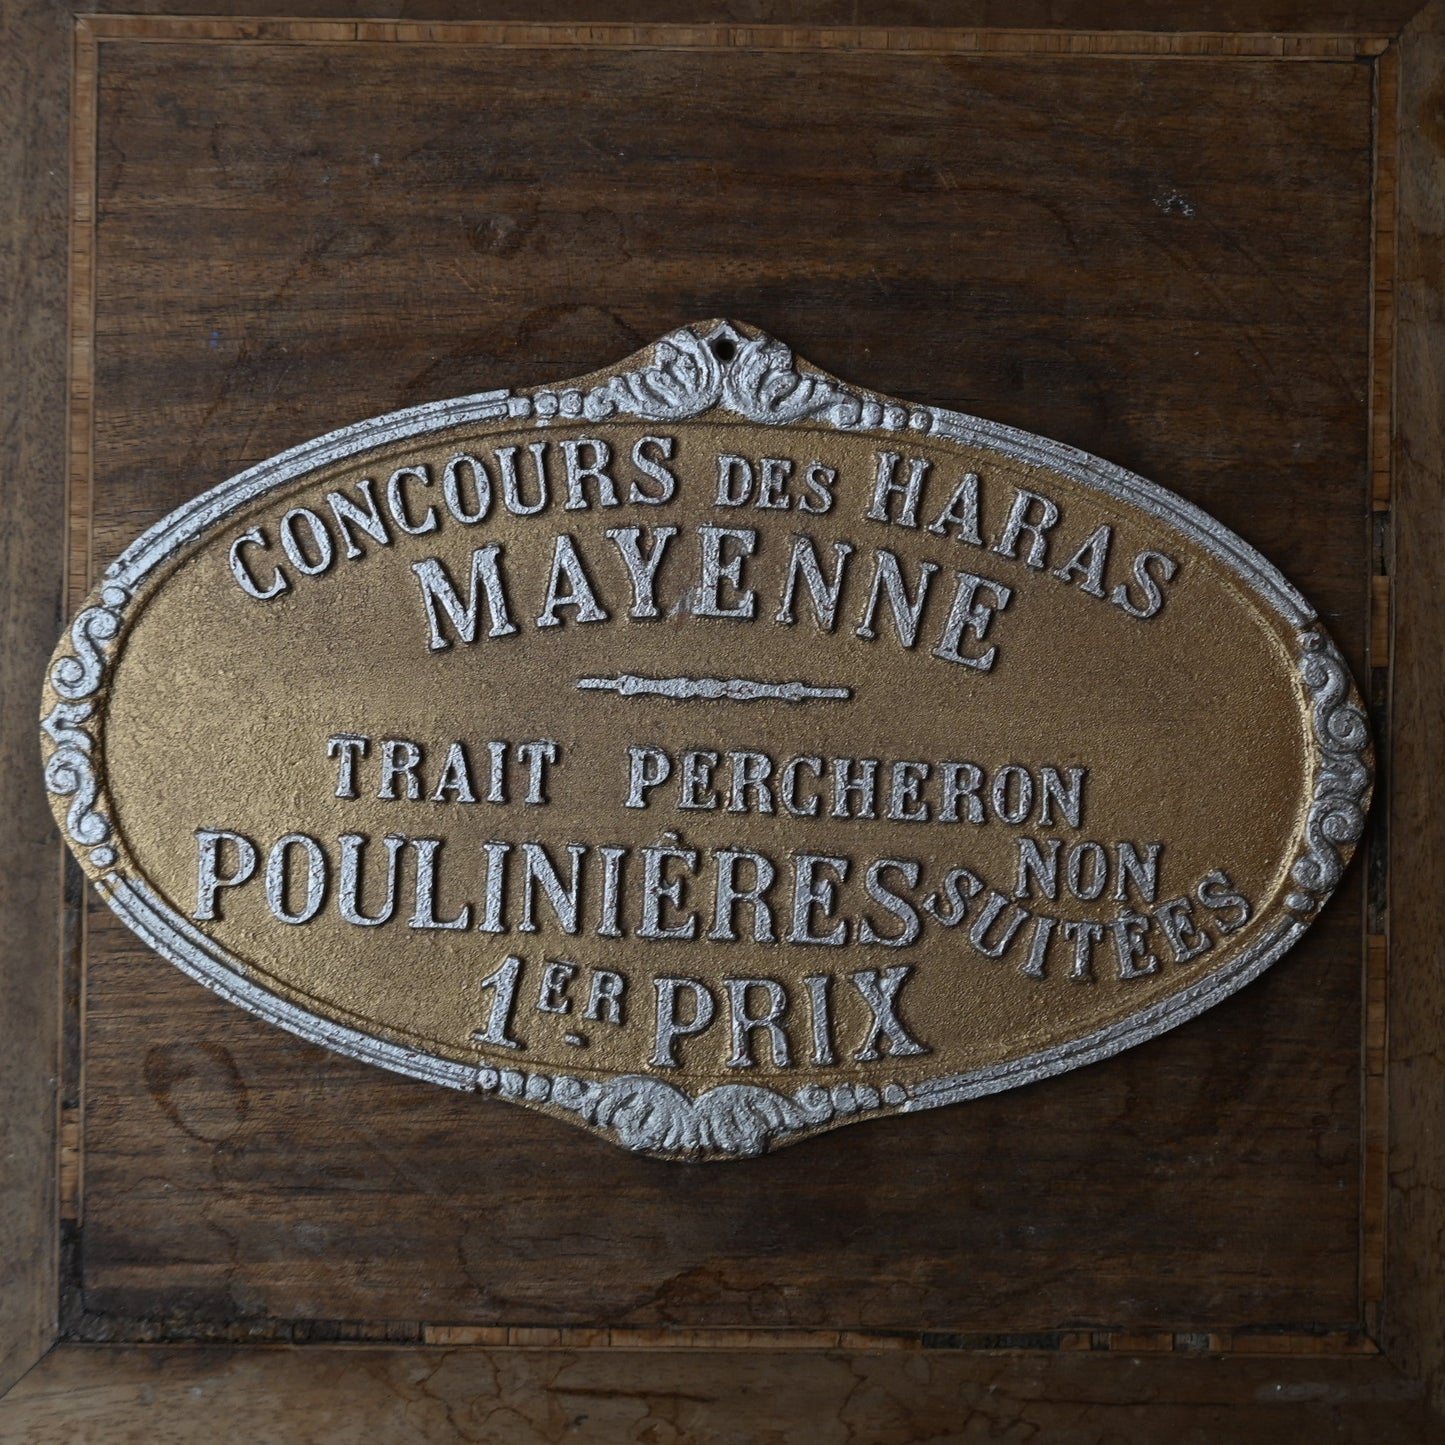 CONCOURS DES HARAS
MAYENNE
TRAIT PERCHERON
POULINIÈRES NON SUITÉES
1ER PRIX